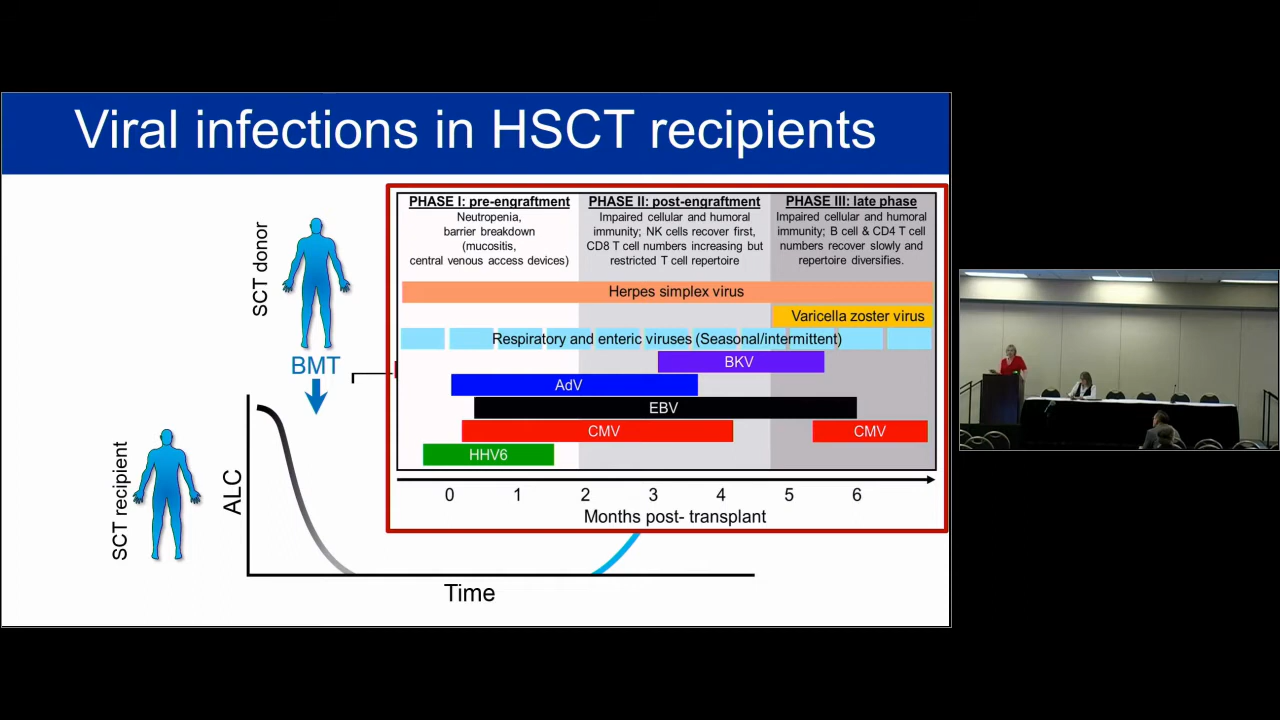 Viral infections in HSCT recipients
SCT donor
BMT
SCT recipient
ALC
Time
PHASE I: pre-engraftment
Neutropenia,
barrier breakdown
(mucositis,
central venous access devices)
PHASE II: post-engraftment
Impaired cellular and humoral
immunity; NK cells recover first,
CD8 T cell numbers increasing but
restricted T cell repertoire
PHASE III: late phase
Impaired cellular and humoral
immunity; B cell & CD4 T cell
numbers recover slowly and
repertoire diversifies.
Herpes simplex virus
Varicella zoster virus
Respiratory and enteric viruses (Seasonal/intermittent)
BKV
AdV
EBV
CMV
CMV
HHV6
0 1 2 3 4 5 6
Months post- transplant